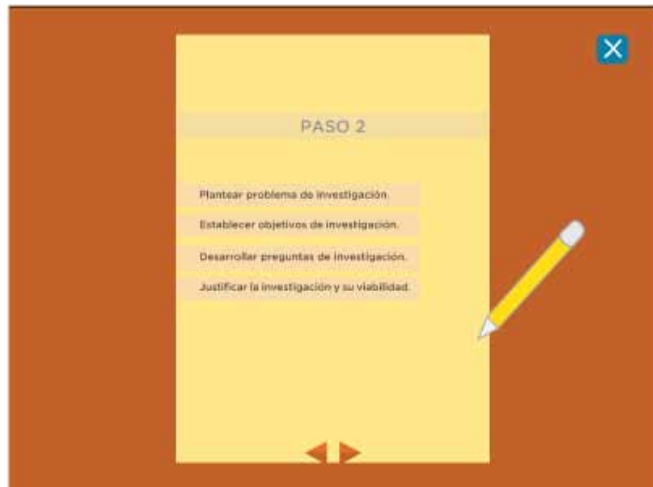 PASO 2
Plantear problema de investigación.
Establecer objetivos de investigación.
Desarrollar preguntas de investigación.
Justificar la investigación y su viabilidad.